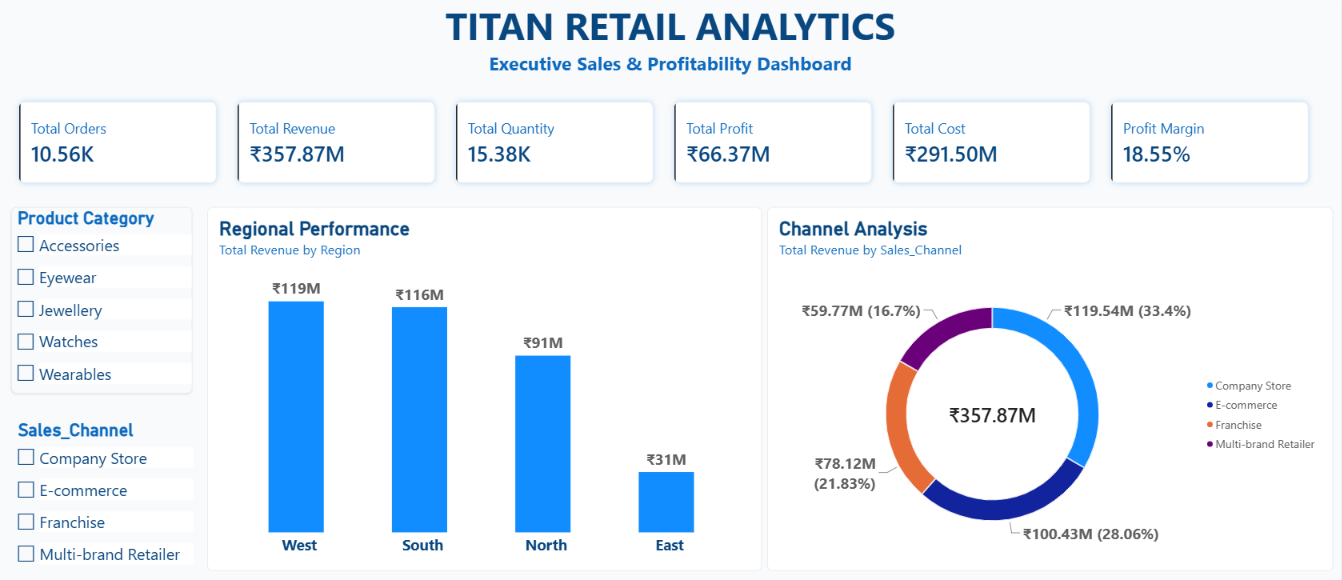 TITAN RETAIL ANALYTICS
Executive Sales & Profitability Dashboard
Total Orders
10.56K
Total Revenue
₹357.87M
Total Quantity
15.38K
Total Profit
₹66.37M
Total Cost
₹291.50M
Profit Margin
18.55%
Product Category
Accessories
Eyewear
Jewellery
Watches
Wearables
Sales_Channel
Company Store
E-commerce
Franchise
Multi-brand Retailer
Regional Performance
Total Revenue by Region
₹119M
₹116M
₹91M
₹31M
West
South
North
East
Channel Analysis
Total Revenue by Sales_Channel
₹59.77M (16.7%)
₹119.54M (33.4%)
₹357.87M
₹78.12M
(21.83%)
₹100.43M (28.06%)
Company Store
E-commerce
Franchise
Multi-brand Retailer